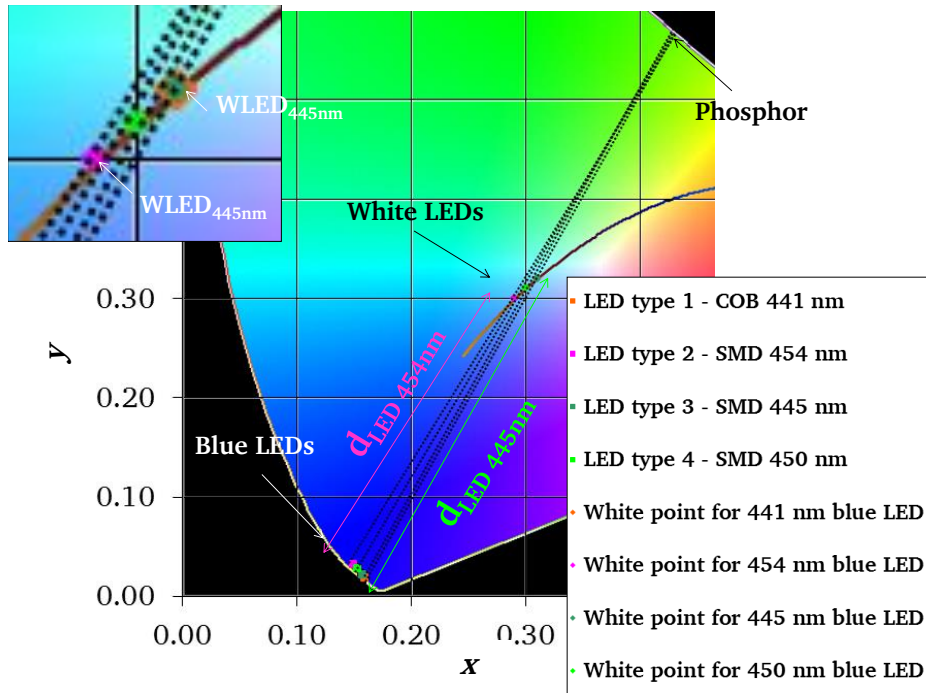 WLED445nm
WLED445nm
Phosphor
White LEDs
dLED 454nm
dLED 445nm
Blue LEDs
0.30
0.20
0.10
0.00
y
0.00
0.10
0.20
0.30
x
LED type 1 - COB 441 nm
LED type 2 - SMD 454 nm
LED type 3 - SMD 445 nm
LED type 4 - SMD 450 nm
White point for 441 nm blue LED
White point for 454 nm blue LED
White point for 445 nm blue LED
White point for 450 nm blue LED